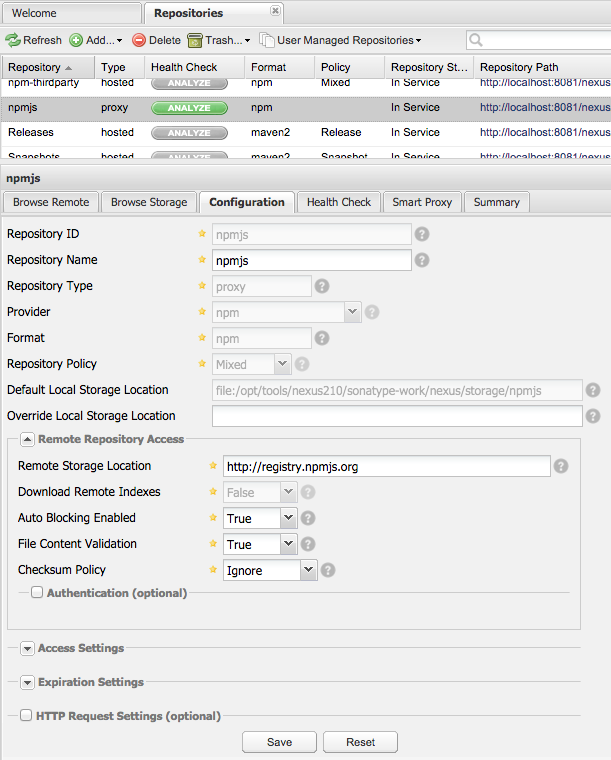 Welcome Repositories
Refresh Add... Delete Trash... User Managed Repositories
Repository Type Health Check Format Policy Repository St... Repository Path
npm-thirdparty hosted ANALYZE npm Mixed In Service http://localhost:8081/nexus
npmjs proxy ANALYZE npm In Service http://localhost:8081/nexus
Releases hosted ANALYZE maven2 Release In Service http://localhost:8081/nexus
Snapshots hosted ANALYZE maven2 Snapshot In Service http://localhost:8081/nexus
npmjs
Browse Remote Browse Storage Configuration Health Check Smart Proxy Summary
Repository ID npmjs
Repository Name npmjs
Repository Type proxy
Provider npm
Format npm
Repository Policy Mixed
Default Local Storage Location file:/opt/tools/nexus210/sonatype-work/nexus/storage/npmjs
Override Local Storage Location
Remote Repository Access
Remote Storage Location http://registry.npmjs.org
Download Remote Indexes False
Auto Blocking Enabled True
File Content Validation True
Checksum Policy Ignore
Authentication (optional)
Access Settings
Expiration Settings
HTTP Request Settings (optional)
Save Reset